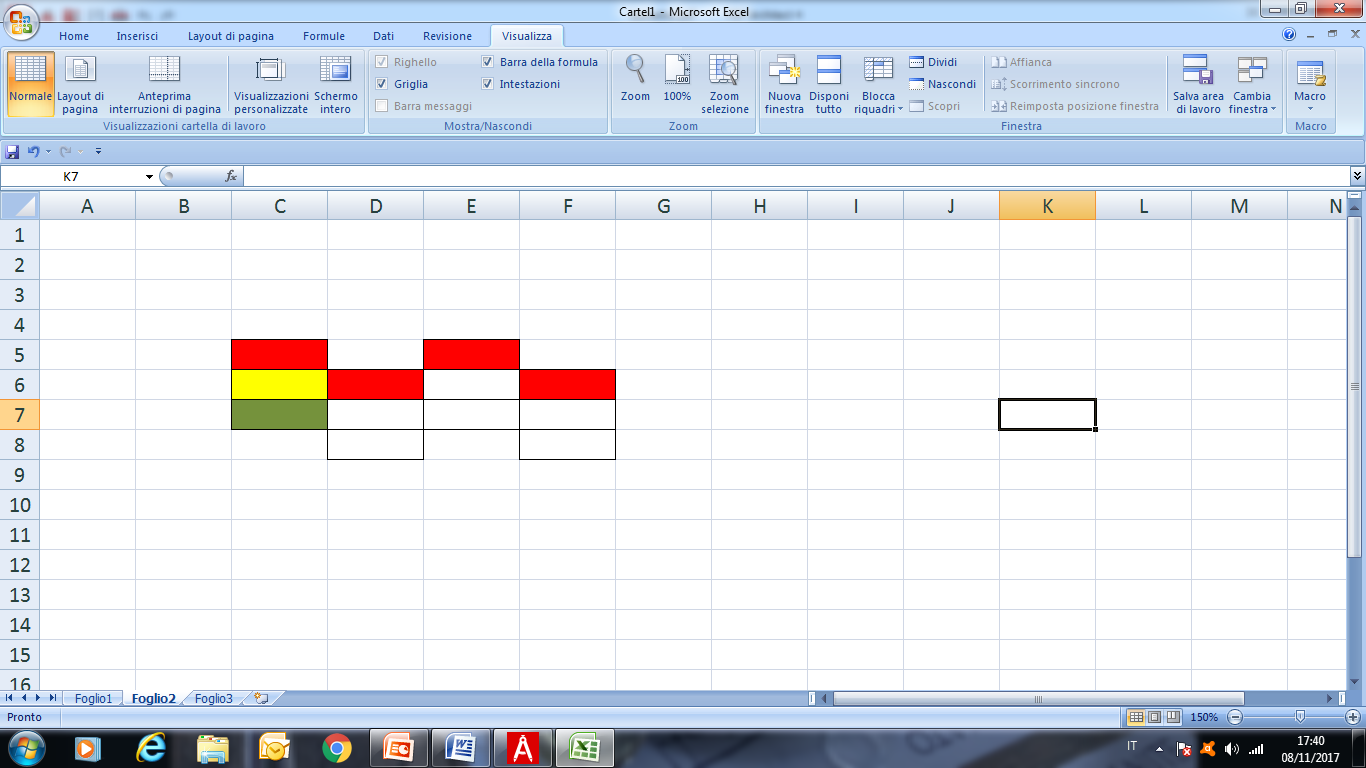 Cartel1 - Microsoft Excel
Home Inserisci Layout di pagina Formule Dati Revisione Visualizza
Normale
Layout di pagina
Anteprima interruzioni di pagina
Visualizzazioni personalizzate
Schermo intero
Visualizzazioni cartella di lavoro
Righello
Barra della formula
Griglia
Intestazioni
Barra messaggi
Mostra/Nascondi
Zoom
100%
Zoom selezione
Zoom
Nuova finestra
Disponi tutto
Blocca riquadri
Dividi
Nascondi
Scopri
Affianca
Scorrimento sincrono
Reimposta posizione finestra
Salva area di lavoro
Cambia finestra
Finestra
Macro
Macro
K7 fx
A B C D E F G H I J K L M N
1
2
3
4
5
6
7
8
9
10
11
12
13
14
15
16
Foglio1 Foglio2 Foglio3
Pronto 150%
IT 17:40
08/11/2017